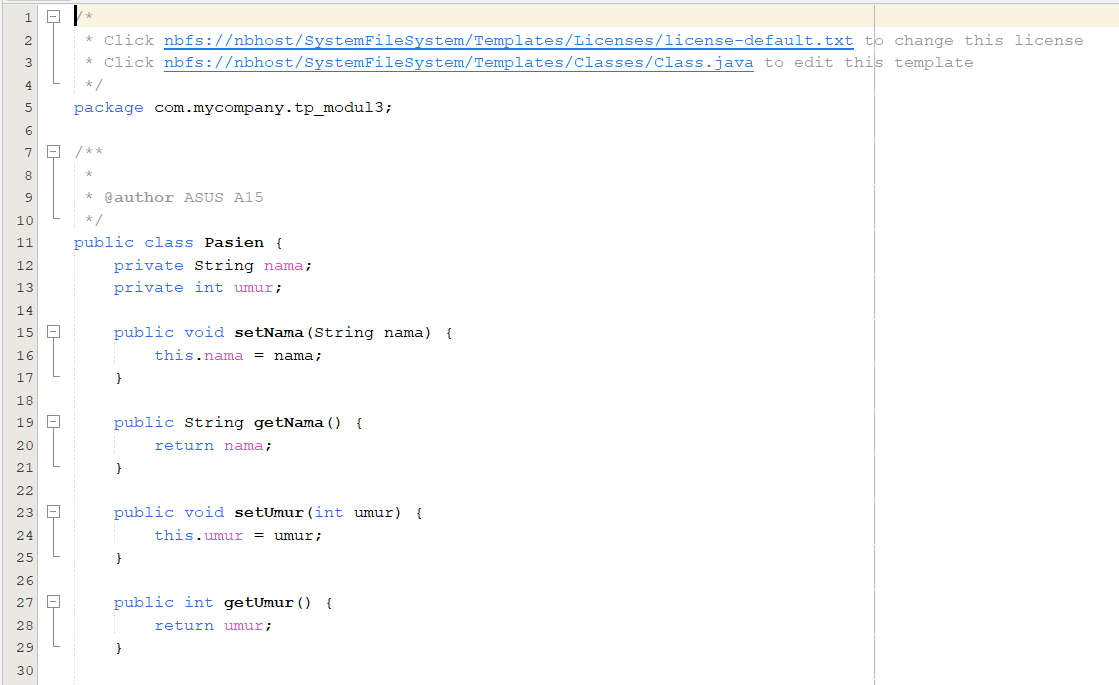 1 /*
2 * Click nbfs://nbhost/SystemFileSystem/Templates/Licenses/license-default.txt to change this license
3 * Click nbfs://nbhost/SystemFileSystem/Templates/Classes/Class.java to edit this template
4 */
5 package com.mycompany.tp_modul3;
6
7 /**
8 *
9 * @author ASUS A15
10 */
11 public class Pasien {
12 private String nama;
13 private int umur;
14
15 public void setNama(String nama) {
16 this.nama = nama;
17 }
18
19 public String getNama() {
20 return nama;
21 }
22
23 public void setUmur(int umur) {
24 this.umur = umur;
25 }
26
27 public int getUmur() {
28 return umur;
29 }
30